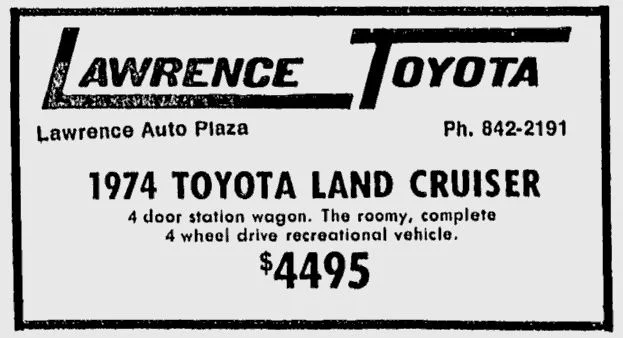 LAWRENCE TOYOTA
Lawrence Auto Plaza Ph. 842-2191
1974 TOYOTA LAND CRUISER
4 door station wagon. The roomy, complete
4 wheel drive recreational vehicle.
$4495